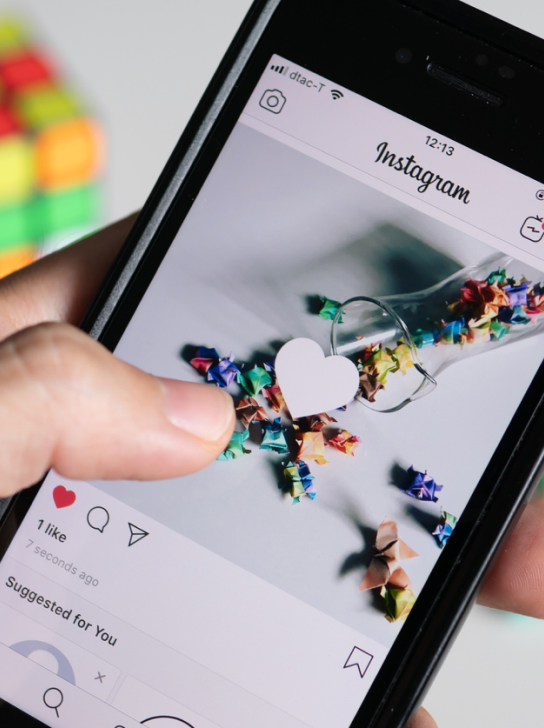 dtac-T
12:13
Instagram
1 like
7 seconds ago
Suggested for You